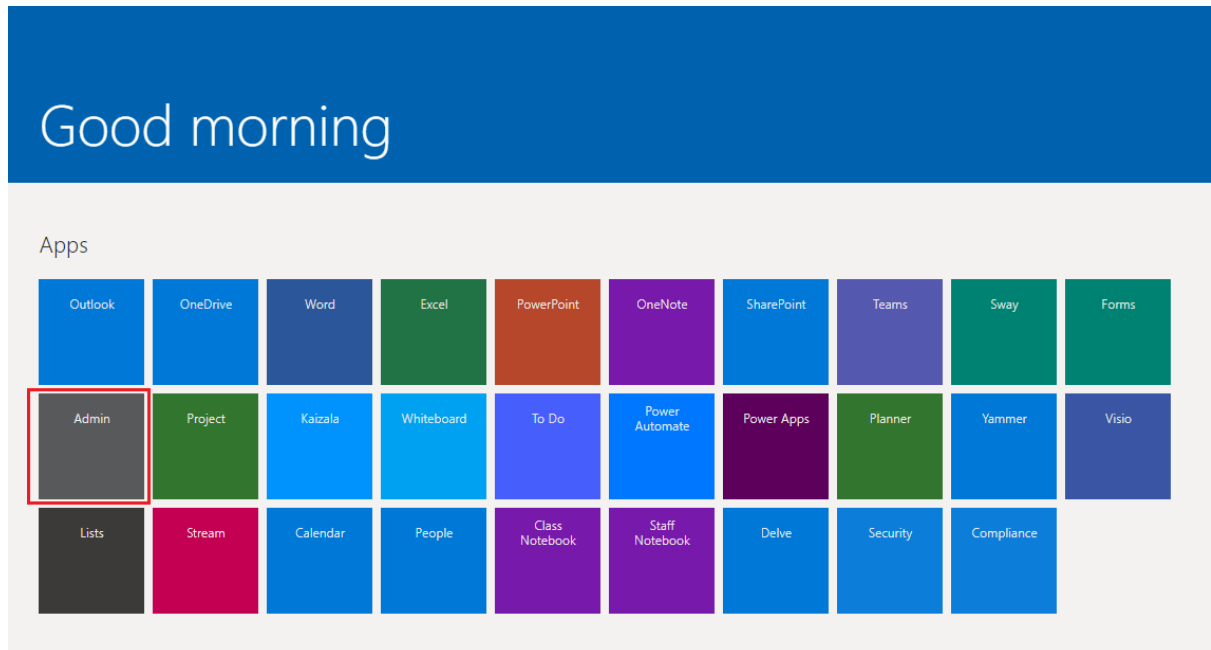 Good morning
Apps
Outlook
OneDrive
Word
Excel
PowerPoint
OneNote
SharePoint
Teams
Sway
Forms
Admin
Project
Kaizala
Whiteboard
To Do
Power
Automate
Power Apps
Planner
Yammer
Visio
Lists
Stream
Calendar
People
Class
Notebook
Staff
Notebook
Delve
Security
Compliance